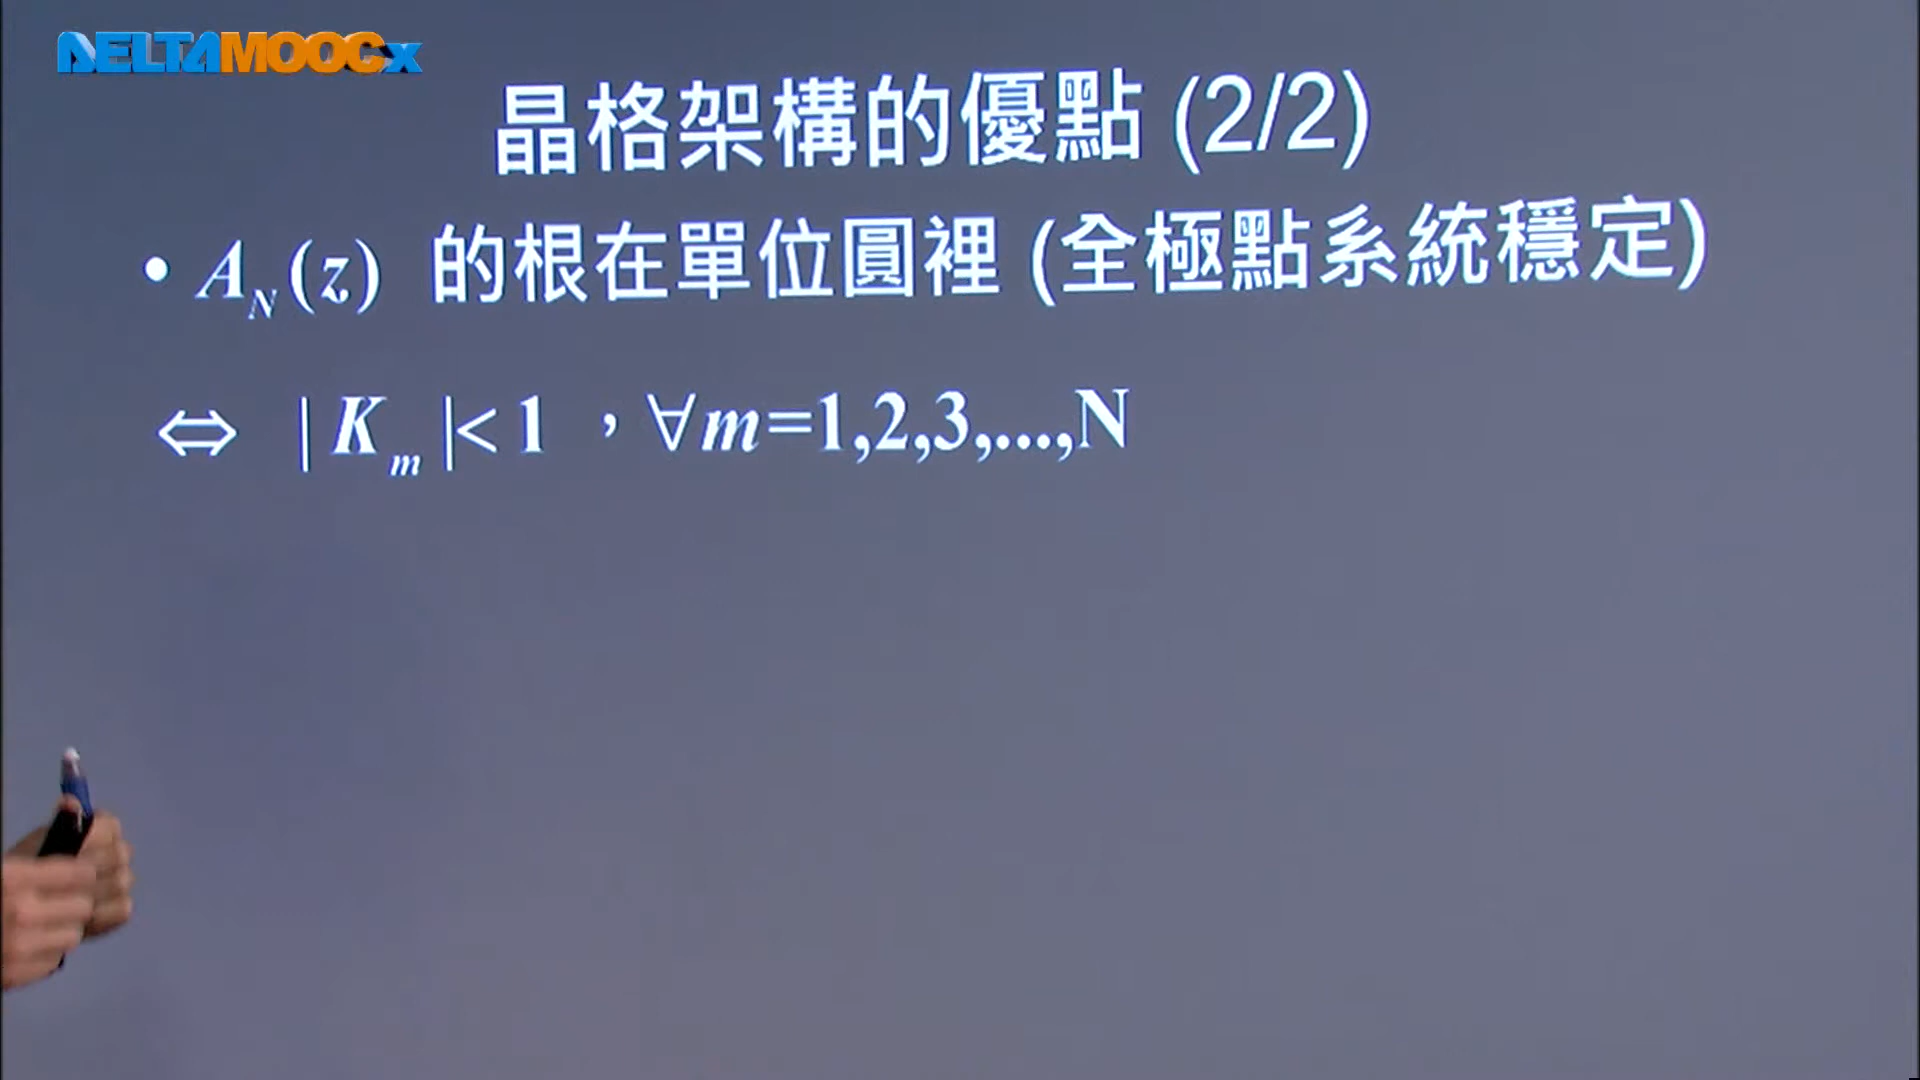 DELTAMOOCx
晶格架構的優點 (2/2)
• A_N(z) 的根在單位圓裡 (全極點系統穩定)
⇔ |K_m|<1 ，∀m=1,2,3,...,N